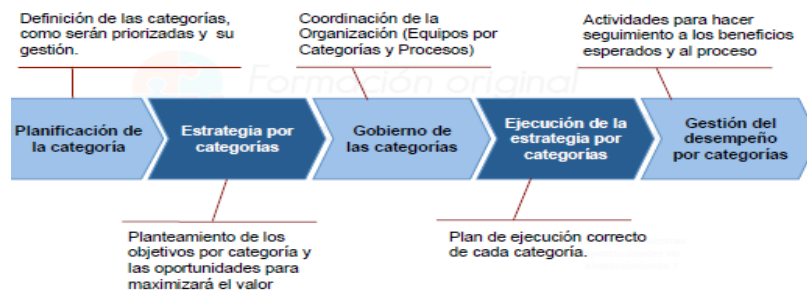 Definición de las categorías,
como serán priorizadas y su
gestión.
Coordinación de la
Organización (Equipos por
Categorías y Procesos)
Actividades para hacer
seguimiento a los beneficios
esperados y al proceso
Formación original
Planificación de
la categoría
Estrategia por
categorías
Gobierno de
las categorías
Ejecución de la
estrategia por
categorías
Gestión del
desempeño
por categorías
Planteamiento de los
objetivos por categoría y
las oportunidades para
maximizará el valor
Plan de ejecución correcto
de cada categoría.